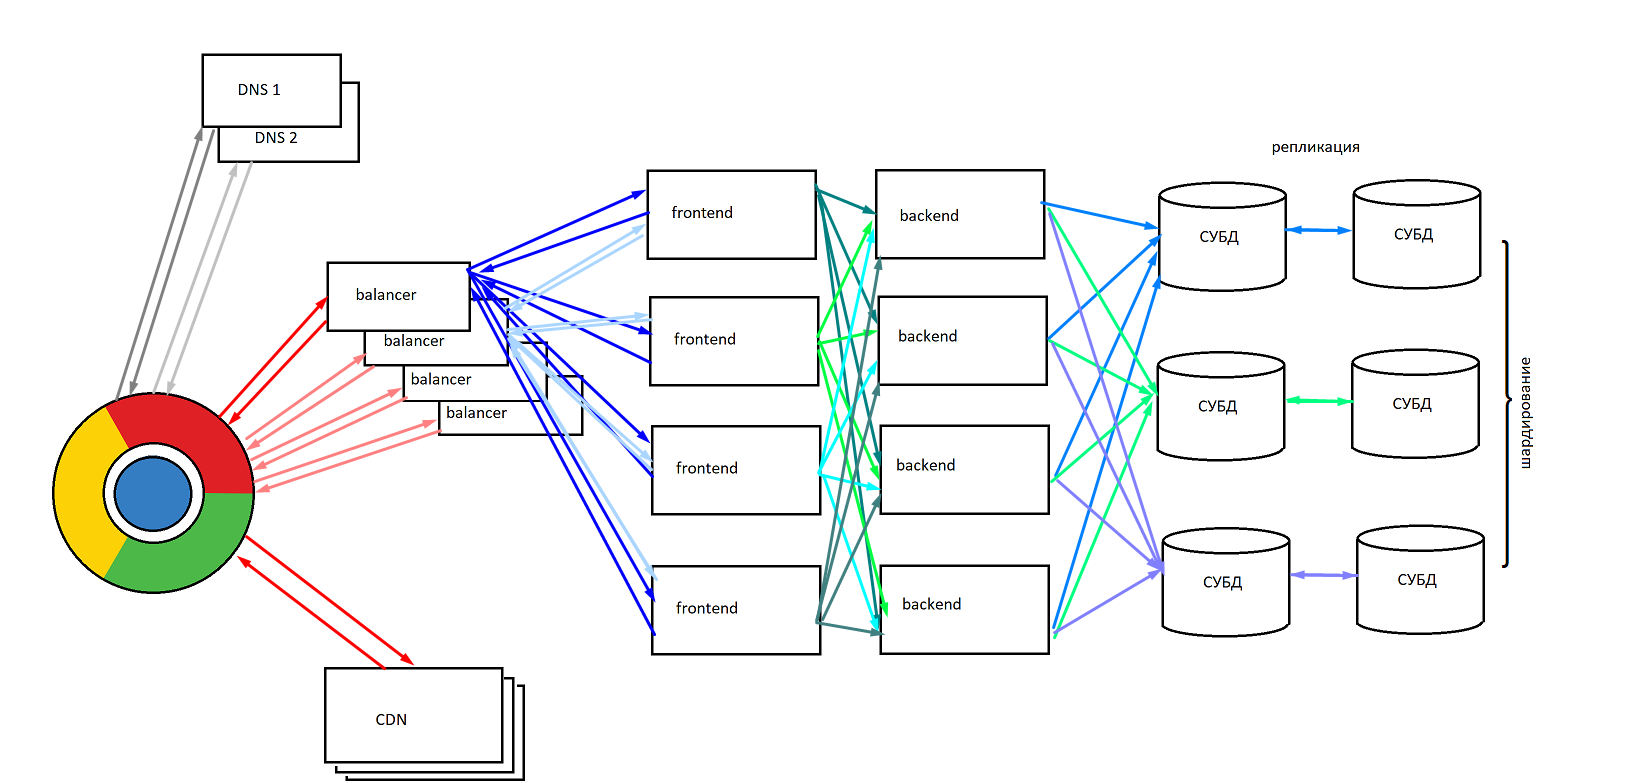 DNS 1
DNS 2
balancer
balancer
balancer
balancer
CDN
frontend
frontend
frontend
frontend
backend
backend
backend
backend
репликация
СУБД
СУБД
СУБД
СУБД
СУБД
СУБД
шардирование